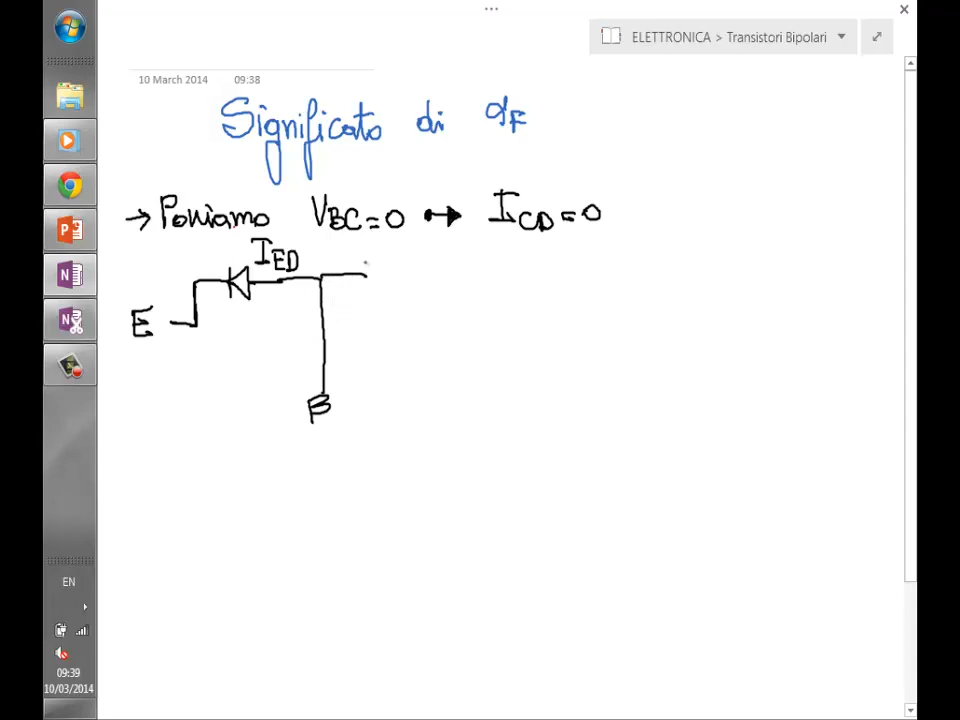 ELETTRONICA > Transistori Bipolari
10 March 2014 09:38
Significato di αF
→ Poniamo VBC=0 ↔ ICD=0
IED
E
B
EN
09:39
10/03/2014